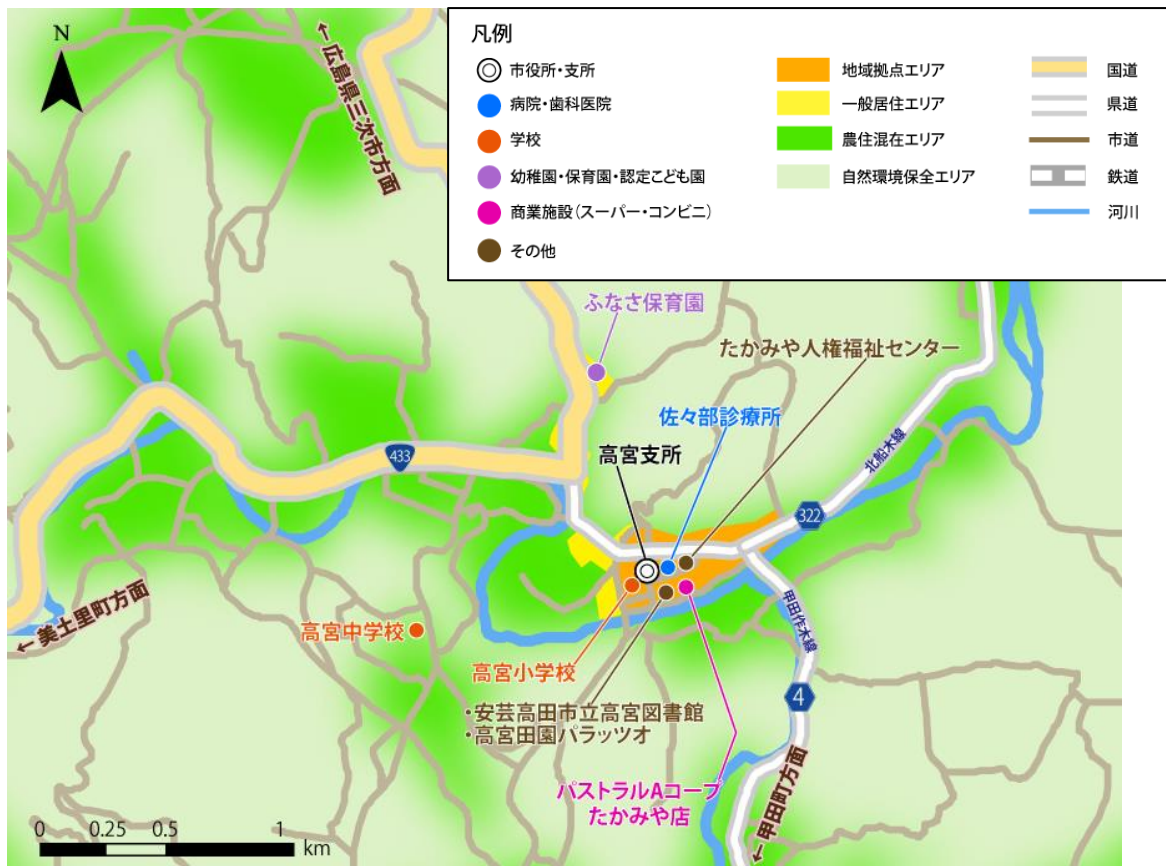 N
←広島県三次市方面
凡例
市役所・支所
病院・歯科医院
学校
幼稚園・保育園・認定こども園
商業施設(スーパー・コンビニ)
その他
地域拠点エリア
一般居住エリア
農住混在エリア
自然環境保全エリア
国道
県道
市道
鉄道
河川
ふなさ保育園
たかみや人権福祉センター
佐々部診療所
高宮支所
433
北船木線
322
←美土里町方面
高宮中学校
甲田作木線
高宮小学校
4
・安芸高田市立高宮図書館
・高宮田園パラッツオ
パストラルAコープ
たかみや店
←甲田町方面
0 0.25 0.5 1
km